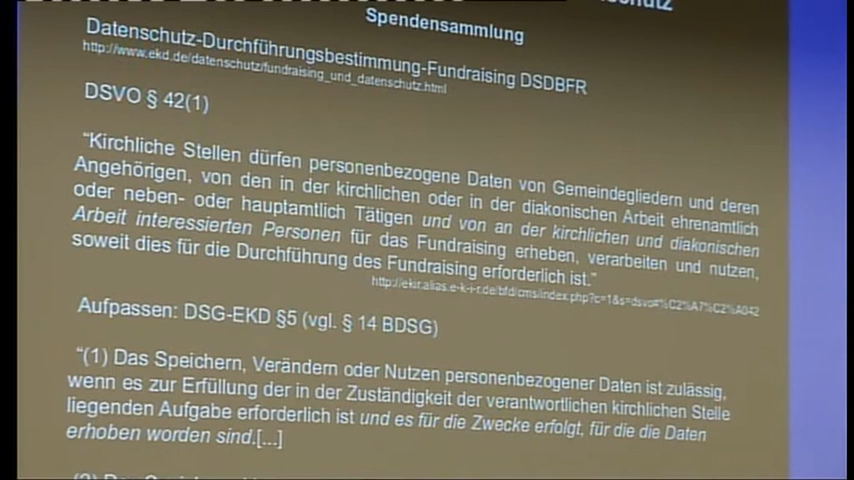 Spendensammlung
Datenschutz-Durchführungsbestimmung-Fundraising DSDBFR
http://www.ekd.de/datenschutz/fundraising_und_datenschutz.html
DSVO § 42(1)
“Kirchliche Stellen dürfen personenbezogene Daten von Gemeindegliedern und deren
Angehörigen, von den in der kirchlichen oder in der diakonischen Arbeit ehrenamtlich
oder neben- oder hauptamtlich Tätigen und von an der kirchlichen und diakonischen
Arbeit interessierten Personen für das Fundraising erheben, verarbeiten und nutzen,
soweit dies für die Durchführung des Fundraising erforderlich ist.”
http://ekir.alias.e-k-i-r.de/bfd/cms/index.php?c=1&s=dsvo#%C2%A7%C2%A042
Aufpassen: DSG-EKD §5 (vgl. § 14 BDSG)
“(1) Das Speichern, Verändern oder Nutzen personenbezogener Daten ist zulässig,
wenn es zur Erfüllung der in der Zuständigkeit der verantwortlichen kirchlichen Stelle
liegenden Aufgabe erforderlich ist und es für die Zwecke erfolgt, für die die Daten
erhoben worden sind.[...]